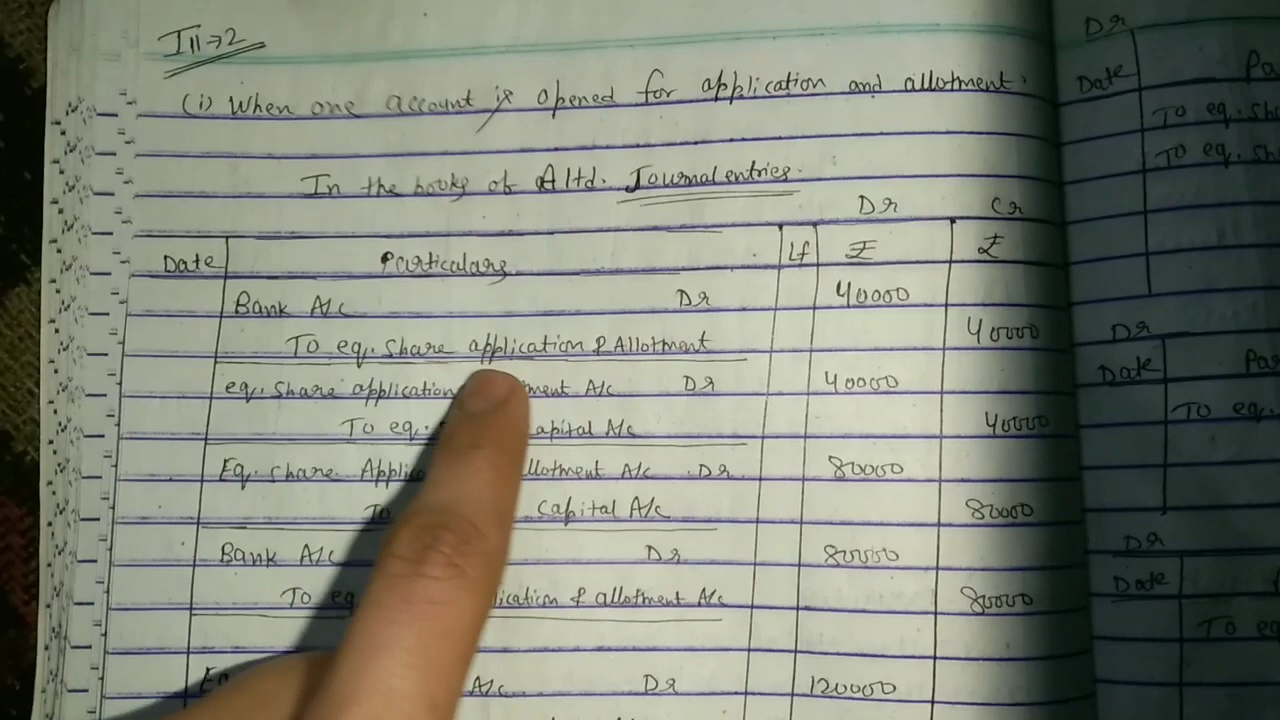 Ill→2
(i) When one account is opened for application and allotment.
In the books of A ltd. Journal entries.
Dr Cr
Date Particulars Lf ₹ ₹
Bank A/c Dr 40000
To eq. share application & Allotment 40000
eq. share application ment A/c Dr 40000
To eq. apital A/c 40000
Eq. share Applic llotment A/c Dr 80000
To capital A/c 80000
Bank A/c Dr 80000
To eq lication & allotment A/c 80000
Eq A/c Dr 120000
Dr
Date Pa
To eq. sha
To eq. sh
Dr
Date Pa
To eq.
Dr
Date
To eq